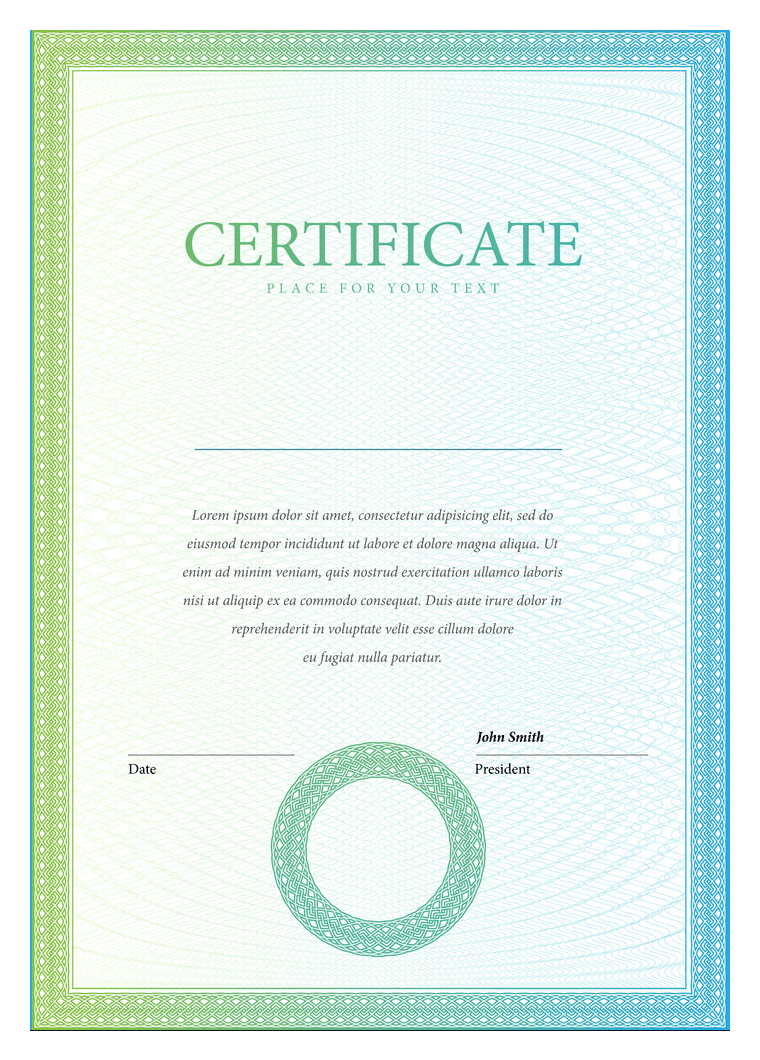 CERTIFICATE
PLACE FOR YOUR TEXT
Lorem ipsum dolor sit amet, consectetur adipisicing elit, sed do
eiusmod tempor incididunt ut labore et dolore magna aliqua. Ut
enim ad minim veniam, quis nostrud exercitation ullamco laboris
nisi ut aliquip ex ea commodo consequat. Duis aute irure dolor in
reprehenderit in voluptate velit esse cillum dolore
eu fugiat nulla pariatur.
John Smith
Date
President